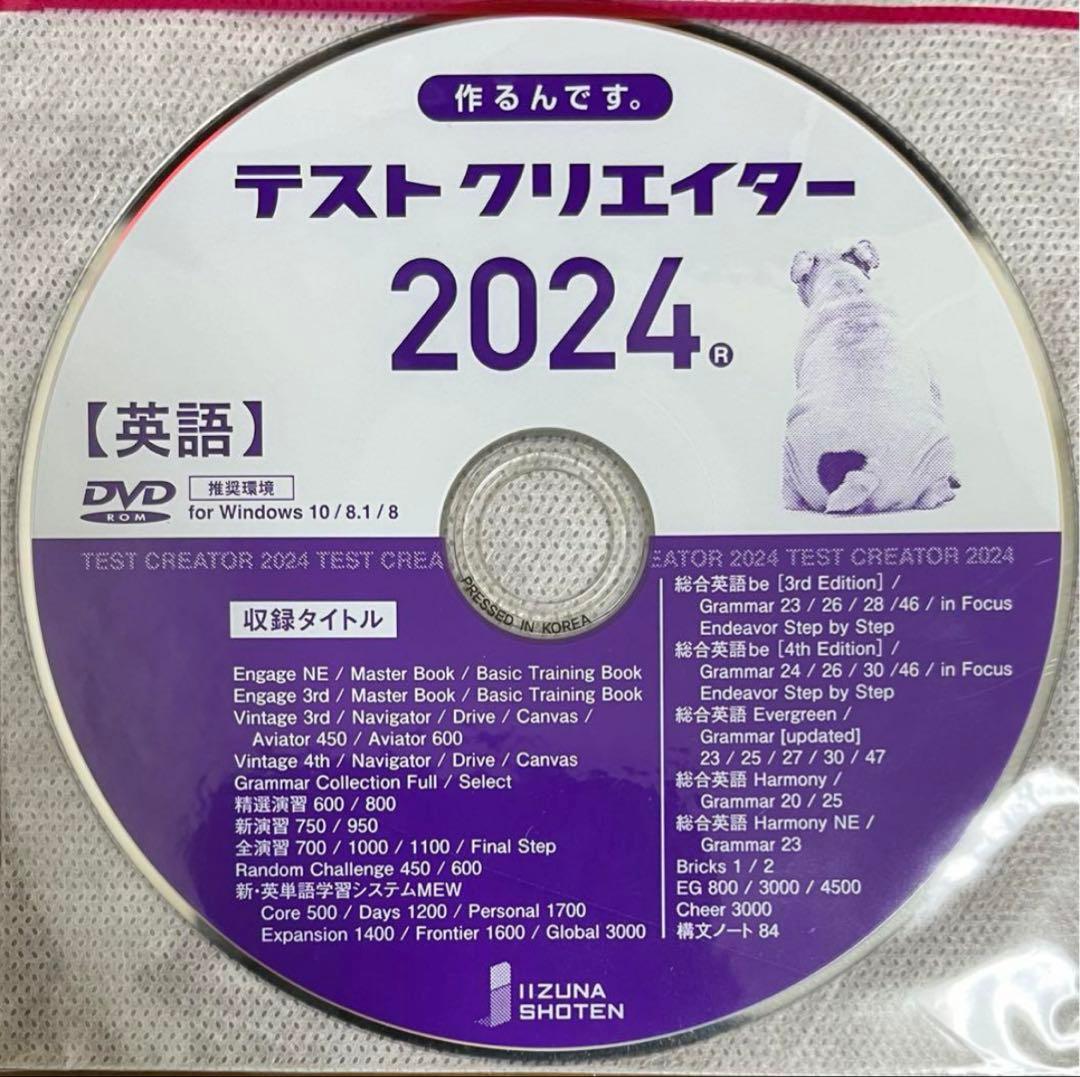 作るんです。
テストクリエイター
2024®
【英語】
DVD
ROM
推奨環境
for Windows 10 / 8.1 / 8
TEST CREATOR 2024 TEST CREA
EATOR 2024 TEST CREATOR 2024
PRESSED IN KOREA
収録タイトル
Engage NE / Master Book / Basic Training Book
Engage 3rd / Master Book / Basic Training Book
Vintage 3rd / Navigator / Drive / Canvas /
Aviator 450 / Aviator 600
Vintage 4th / Navigator / Drive / Canvas
Grammar Collection Full / Select
精選演習 600 / 800
新演習 750 / 950
全演習 700 / 1000 / 1100 / Final Step
Random Challenge 450 / 600
新・英単語学習システムMEW
Core 500 / Days 1200 / Personal 1700
Expansion 1400 / Frontier 1600 / Global 3000
総合英語be［3rd Edition］/
Grammar 23 / 26 / 28 /46 / in Focus
Endeavor Step by Step
総合英語be［4th Edition］/
Grammar 24 / 26 / 30 /46 / in Focus
Endeavor Step by Step
総合英語 Evergreen /
Grammar [updated]
23 / 25 / 27 / 30 / 47
総合英語 Harmony /
Grammar 20 / 25
総合英語 Harmony NE /
Grammar 23
Bricks 1 / 2
EG 800 / 3000 / 4500
Cheer 3000
構文ノート 84
IIZUNA
SHOTEN